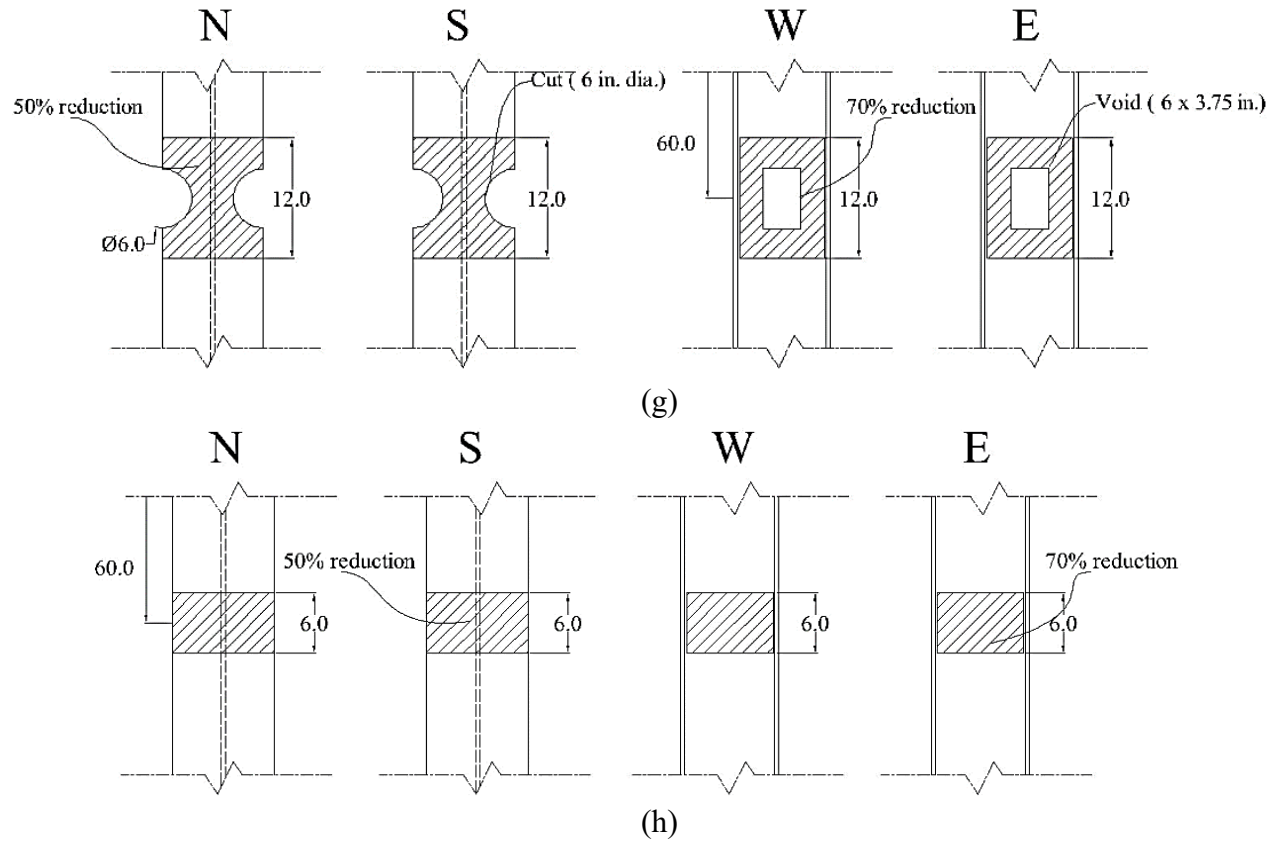 N S W E
Cut ( 6 in. dia.)
50% reduction
70% reduction
Void ( 6 x 3.75 in.)
60.0
12.0 12.0 12.0 12.0
Ø6.0
(g)
N S W E
60.0
50% reduction
70% reduction
6.0 6.0 6.0 6.0
(h)